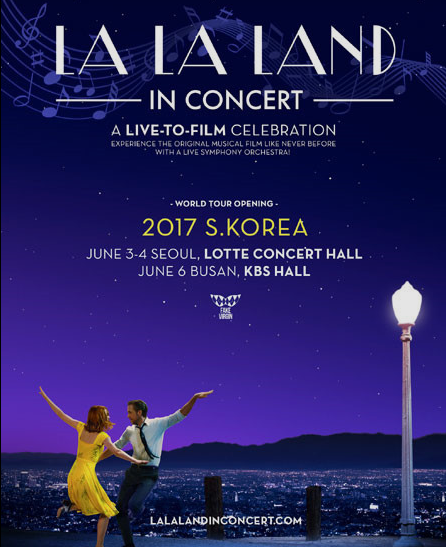 LA LA LAND
IN CONCERT
A LIVE-TO-FILM CELEBRATION
EXPERIENCE THE ORIGINAL MUSICAL FILM LIKE NEVER BEFORE
WITH A LIVE SYMPHONY ORCHESTRA!
- WORLD TOUR OPENING -
2017 S.KOREA
JUNE 3-4 SEOUL, LOTTE CONCERT HALL
JUNE 6 BUSAN, KBS HALL
FAKE
VIRGIN
LALALANDINCONCERT.COM